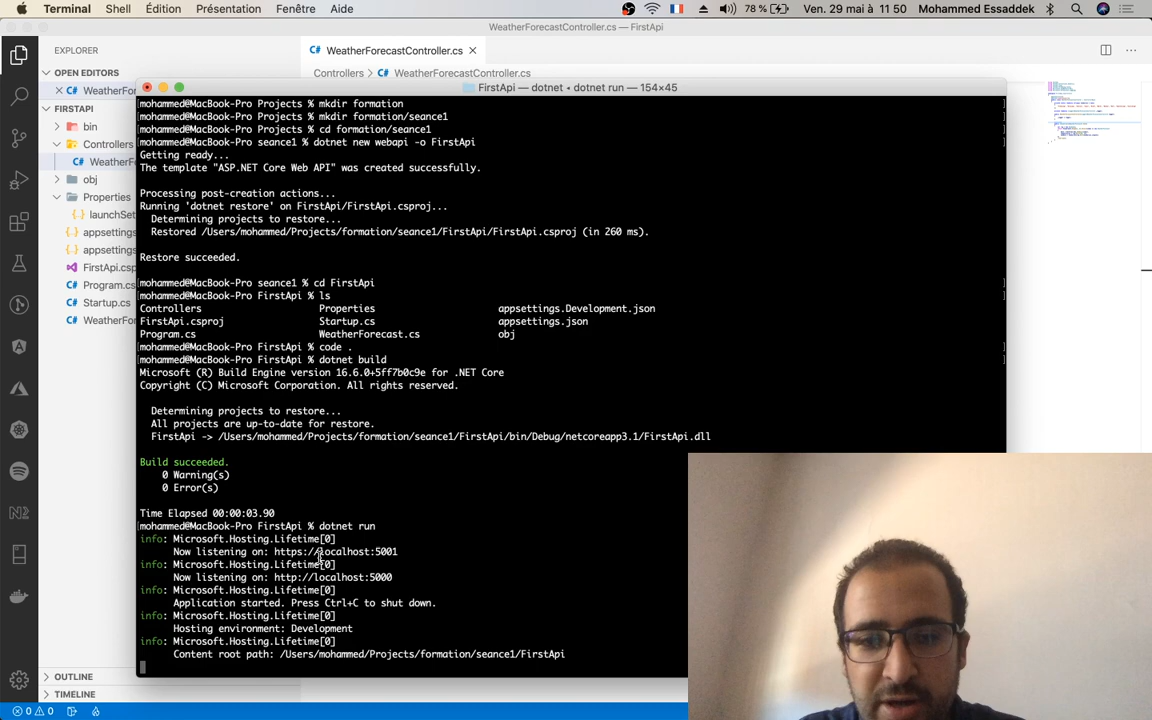 Terminal Shell Édition Présentation Fenêtre Aide 78 % Ven. 29 mai à 11 50 Mohammed Essaddek
WeatherForecastController.cs — FirstApi
EXPLORER
WeatherForecastController.cs
OPEN EDITORS
Controllers > WeatherForecastController.cs
WeatherFo
FIRSTAPI
bin
Controllers
WeatherFo
obj
Properties
launchSet
appsettings
appsettings
FirstApi.csp
Program.cs
Startup.cs
WeatherFor
OUTLINE
TIMELINE
0 0
FirstApi — dotnet • dotnet run — 154×45
mohammed@MacBook-Pro Projects % mkdir formation
mohammed@MacBook-Pro Projects % mkdir formation/seance1
mohammed@MacBook-Pro Projects % cd formation/seance1
mohammed@MacBook-Pro seance1 % dotnet new webapi -o FirstApi
Getting ready...
The template "ASP.NET Core Web API" was created successfully.
Processing post-creation actions...
Running 'dotnet restore' on FirstApi/FirstApi.csproj...
Determining projects to restore...
Restored /Users/mohammed/Projects/formation/seance1/FirstApi/FirstApi.csproj (in 260 ms).
Restore succeeded.
mohammed@MacBook-Pro seance1 % cd FirstApi
mohammed@MacBook-Pro FirstApi % ls
Controllers Properties appsettings.Development.json
FirstApi.csproj Startup.cs appsettings.json
Program.cs WeatherForecast.cs obj
mohammed@MacBook-Pro FirstApi % code .
mohammed@MacBook-Pro FirstApi % dotnet build
Microsoft (R) Build Engine version 16.6.0+5ff7b0c9e for .NET Core
Copyright (C) Microsoft Corporation. All rights reserved.
Determining projects to restore...
All projects are up-to-date for restore.
FirstApi -> /Users/mohammed/Projects/formation/seance1/FirstApi/bin/Debug/netcoreapp3.1/FirstApi.dll
Build succeeded.
0 Warning(s)
0 Error(s)
Time Elapsed 00:00:03.90
mohammed@MacBook-Pro FirstApi % dotnet run
info: Microsoft.Hosting.Lifetime[0]
Now listening on: https://localhost:5001
info: Microsoft.Hosting.Lifetime[0]
Now listening on: http://localhost:5000
info: Microsoft.Hosting.Lifetime[0]
Application started. Press Ctrl+C to shut down.
info: Microsoft.Hosting.Lifetime[0]
Hosting environment: Development
info: Microsoft.Hosting.Lifetime[0]
Content root path: /Users/mohammed/Projects/formation/seance1/FirstApi